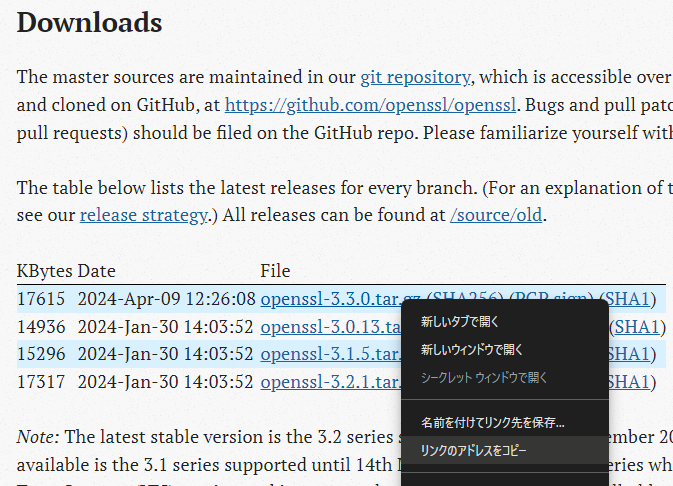 Downloads
The master sources are maintained in our git repository, which is accessible over
and cloned on GitHub, at https://github.com/openssl/openssl. Bugs and pull patc
pull requests) should be filed on the GitHub repo. Please familiarize yourself wit
The table below lists the latest releases for every branch. (For an explanation of t
see our release strategy.) All releases can be found at /source/old.
KBytes Date File
17615 2024-Apr-09 12:26:08 openssl-3.3.0.tar.gz (SHA256) (PGP sign) (SHA1)
14936 2024-Jan-30 14:03:52 openssl-3.0.13.ta (SHA1)
15296 2024-Jan-30 14:03:52 openssl-3.1.5.tar. SHA1)
17317 2024-Jan-30 14:03:52 openssl-3.2.1.tar. SHA1)
新しいタブで開く
新しいウィンドウで開く
シークレット ウィンドウで開く
名前を付けてリンク先を保存...
リンクのアドレスをコピー
Note: The latest stable version is the 3.2 series s ember 20
available is the 3.1 series supported until 14th eries wh